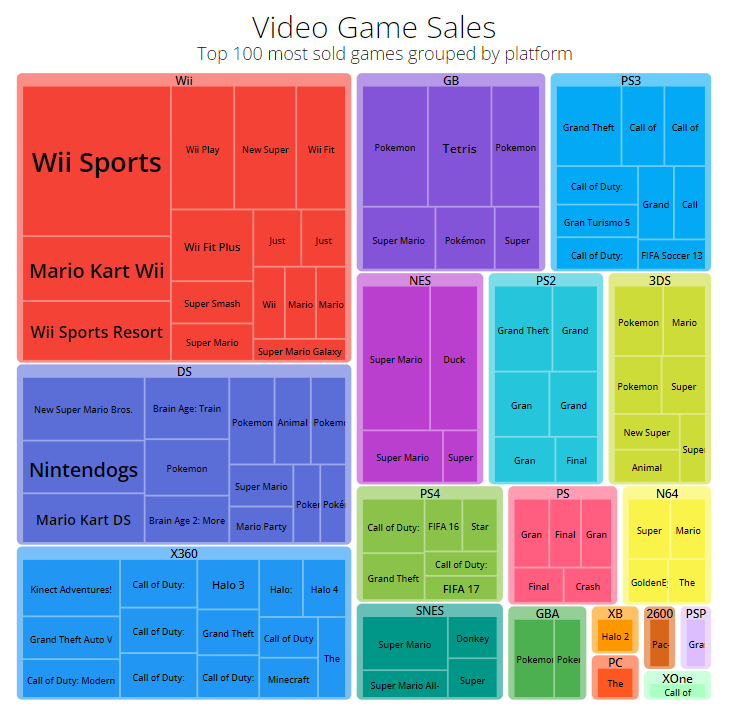 Video Game Sales
Top 100 most sold games grouped by platform
Wii
Wii Sports
Mario Kart Wii
Wii Sports Resort
Wii Play
New Super
Wii Fit
Wii Fit Plus
Just
Just
Super Smash
Super Mario
Wii
Mario
Mario
Super Mario Galaxy
DS
New Super Mario Bros.
Nintendogs
Mario Kart DS
Brain Age: Train
Pokemon
Brain Age 2: More
Pokemon
Animal
Pokemo
Super Mario
Mario Party
Poke
Poké
X360
Kinect Adventures!
Grand Theft Auto V
Call of Duty: Modern
Call of Duty:
Call of Duty:
Call of Duty:
Halo 3
Grand Theft
Call of Duty:
Halo:
Halo 4
Call of Duty
Minecraft
The
GB
Pokemon
Tetris
Pokemon
Super Mario
Pokémon
Super
PS3
Grand Theft
Call of
Call of
Call of Duty:
Gran Turismo 5
Call of Duty:
Grand
Call
FIFA Soccer 13
NES
Super Mario
Duck
Super Mario
Super
PS2
Grand Theft
Grand
Gran
Grand
Gran
Final
3DS
Pokemon
Mario
Pokemon
Super
New Super
Animal
Supe
PS4
Call of Duty:
Grand Theft
FIFA 16
Star
Call of Duty:
FIFA 17
PS
Gran
Final
Gran
Final
Crash
N64
Super
Mario
GoldenE
The
SNES
Super Mario
Super Mario All-
Donkey
Super
GBA
Pokemo
Poke
XB
Halo 2
PC
The
2600
Pac-
PSP
Gra
XOne
Call of